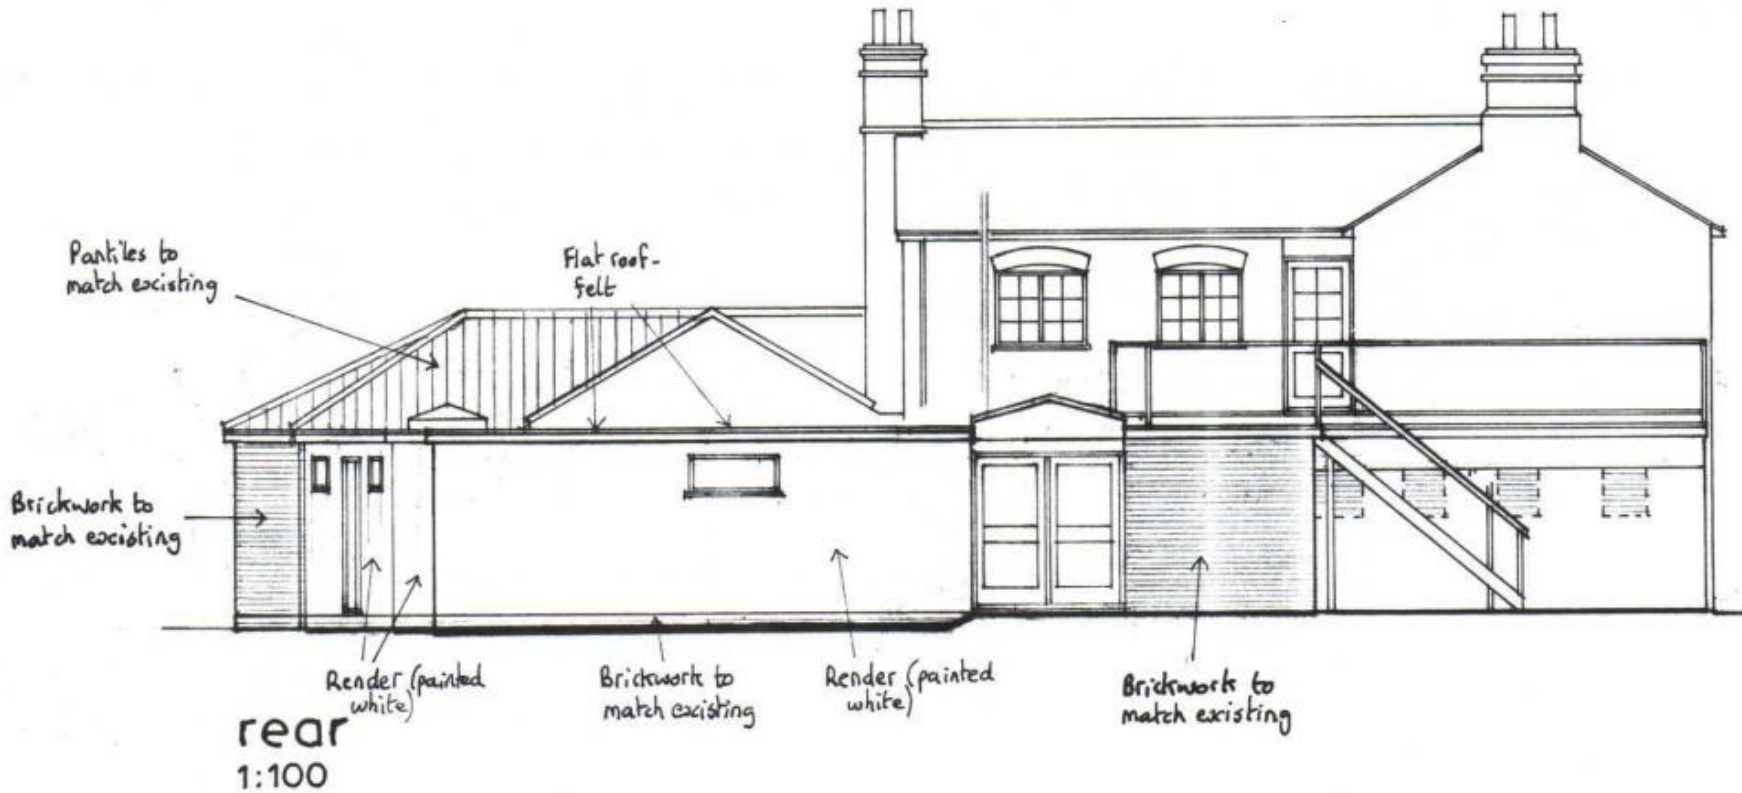 Pantiles to
match existing
Flat roof-
felt
Brickwork to
match existing
Render (painted
white)
Brickwork to
match existing
Render (painted
white)
Brickwork to
match existing
rear
1:100